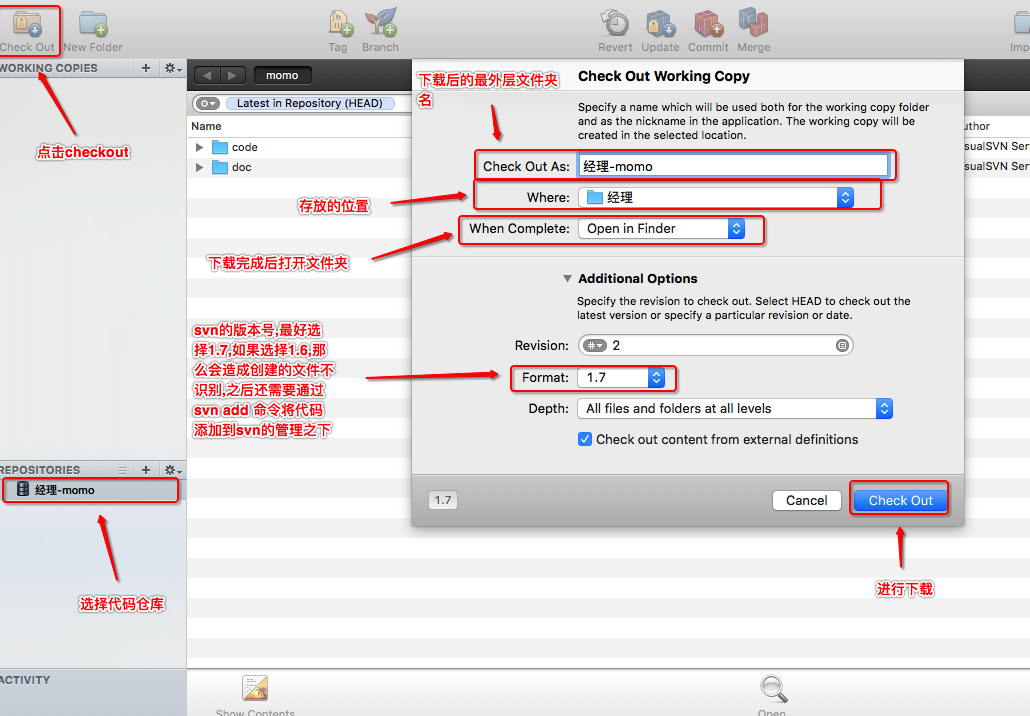 Check Out
New Folder
Tag
Branch
Revert
Update
Commit
Merge
WORKING COPIES
momo
Latest in Repository (HEAD)
Name
code
doc
点击checkout
下载后的最外层文件夹
名
Check Out Working Copy
Specify a name which will be used both for the working copy folder
and as the nickname in the application. The working copy will be
created in the selected location.
Check Out As: 经理-momo
存放的位置
Where: 经理
When Complete: Open in Finder
下载完成后打开文件夹
Additional Options
Specify the revision to check out. Select HEAD to check out the
latest version or specify a particular revision or date.
svn的版本号,最好选
择1.7,如果选择1.6,那
么会造成创建的文件不
识别,之后还需要通过
svn add 命令将代码
添加到svn的管理之下
Revision: # 2
Format: 1.7
Depth: All files and folders at all levels
Check out content from external definitions
1.7
Cancel
Check Out
进行下载
REPOSITORIES
经理-momo
选择代码仓库
ACTIVITY
Show Contents
Open